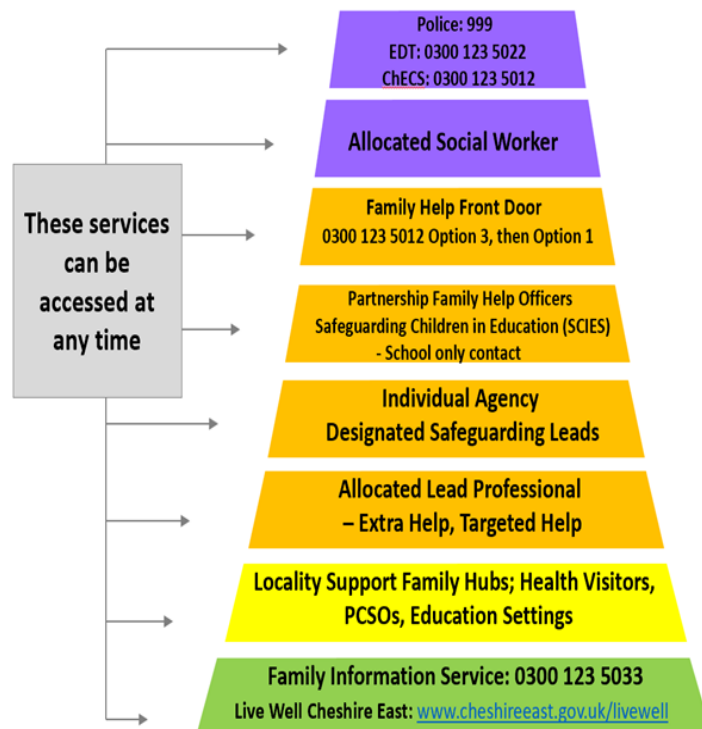 Police: 999
EDT: 0300 123 5022
ChECS: 0300 123 5012
Allocated Social Worker
These services
can be
accessed at
any time
Family Help Front Door
0300 123 5012 Option 3, then Option 1
Partnership Family Help Officers
Safeguarding Children in Education (SCIES)
- School only contact
Individual Agency
Designated Safeguarding Leads
Allocated Lead Professional
– Extra Help, Targeted Help
Locality Support Family Hubs; Health Visitors,
PCSOs, Education Settings
Family Information Service: 0300 123 5033
Live Well Cheshire East: www.cheshireeast.gov.uk/livewell